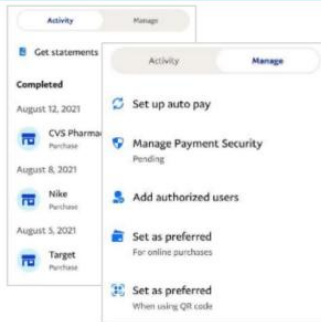 Activity
Manage
Get statements
Completed
August 12, 2021
CVS Pharma
Purchase
August 8, 2021
Nike
Purchase
August 5, 2021
Target
Purchase
Activity
Manage
Set up auto pay
Manage Payment Security
Pending
Add authorized users
Set as preferred
For online purchases
Set as preferred
When using QR code